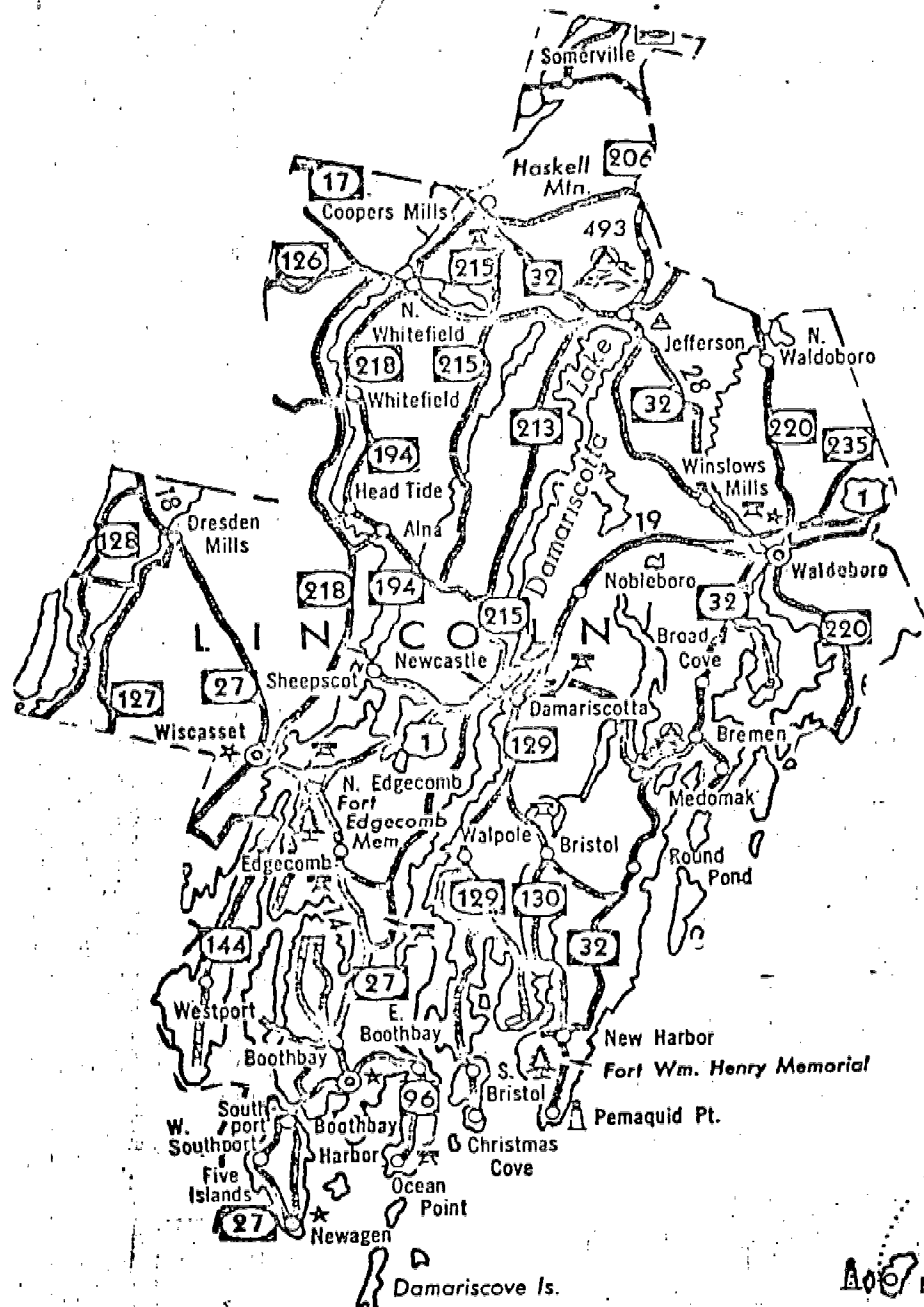 Somerville
206
Haskell
Mtn.
17
Coopers Mills
493
126
215
32
N.
Whitefield
Jefferson
N.
Waldoboro
218
215
Lake
28
Whitefield
32
213
220
235
194
Damariscotta
Winslows
Mills
1
Head Tide
18
19
Dresden
Mills
Alna
128
Waldoboro
Nobleboro
218
194
32
215
220
LINCOLN
Broad
Cove
Newcastle
Sheepscot
27
127
Damariscotta
Wiscasset
1
129
Bremen
N. Edgecomb
Medomak
Fort
Edgecomb
Mem.
Walpole
Bristol
Edgecomb
Round
Pond
129
130
14
144
32
27
Westport
E.
Boothbay
New Harbor
Boothbay
S.
Bristol
Fort Wm. Henry Memorial
96
South
port
Boothbay
Harbor
Pemaquid Pt.
W.
Southport
Christmas
Cove
Five
Islands
Ocean
Point
27
Newagen
Damariscove Is.